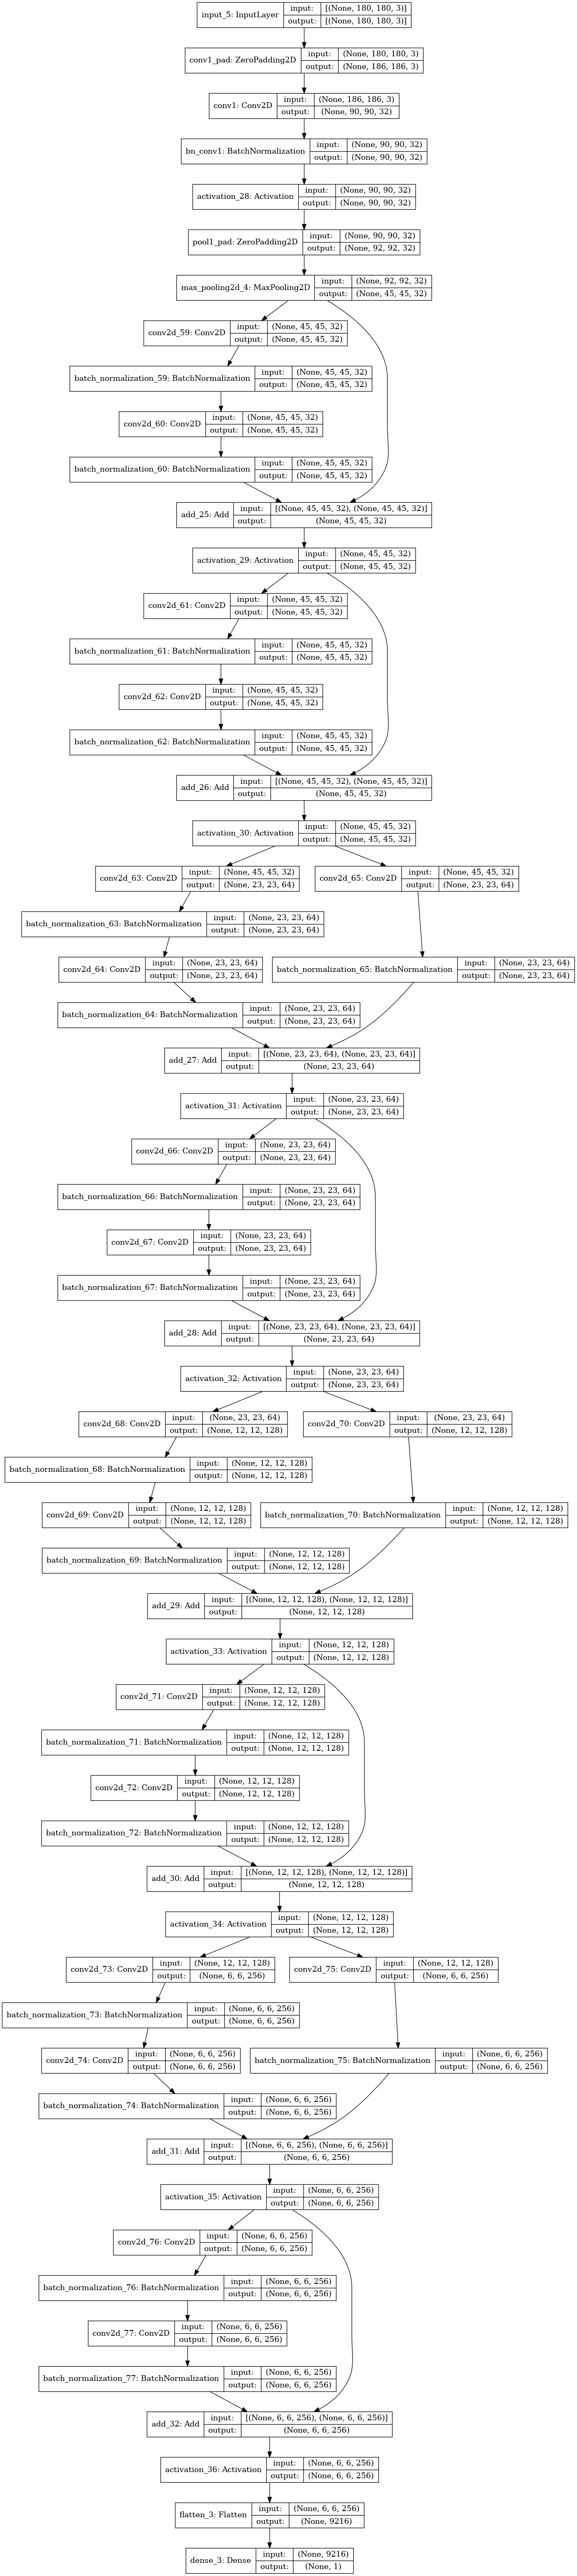 input_5: InputLayer
input: [(None, 180, 180, 3)]
output: [(None, 180, 180, 3)]
conv1_pad: ZeroPadding2D
input: (None, 180, 180, 3)
output: (None, 186, 186, 3)
conv1: Conv2D
input: (None, 186, 186, 3)
output: (None, 90, 90, 32)
bn_conv1: BatchNormalization
input: (None, 90, 90, 32)
output: (None, 90, 90, 32)
activation_28: Activation
input: (None, 90, 90, 32)
output: (None, 90, 90, 32)
pool1_pad: ZeroPadding2D
input: (None, 90, 90, 32)
output: (None, 92, 92, 32)
max_pooling2d_4: MaxPooling2D
input: (None, 92, 92, 32)
output: (None, 45, 45, 32)
conv2d_59: Conv2D
input: (None, 45, 45, 32)
output: (None, 45, 45, 32)
batch_normalization_59: BatchNormalization
input: (None, 45, 45, 32)
output: (None, 45, 45, 32)
conv2d_60: Conv2D
input: (None, 45, 45, 32)
output: (None, 45, 45, 32)
batch_normalization_60: BatchNormalization
input: (None, 45, 45, 32)
output: (None, 45, 45, 32)
add_25: Add
input: [(None, 45, 45, 32), (None, 45, 45, 32)]
output: (None, 45, 45, 32)
activation_29: Activation
input: (None, 45, 45, 32)
output: (None, 45, 45, 32)
conv2d_61: Conv2D
input: (None, 45, 45, 32)
output: (None, 45, 45, 32)
batch_normalization_61: BatchNormalization
input: (None, 45, 45, 32)
output: (None, 45, 45, 32)
conv2d_62: Conv2D
input: (None, 45, 45, 32)
output: (None, 45, 45, 32)
batch_normalization_62: BatchNormalization
input: (None, 45, 45, 32)
output: (None, 45, 45, 32)
add_26: Add
input: [(None, 45, 45, 32), (None, 45, 45, 32)]
output: (None, 45, 45, 32)
activation_30: Activation
input: (None, 45, 45, 32)
output: (None, 45, 45, 32)
conv2d_63: Conv2D
input: (None, 45, 45, 32)
output: (None, 23, 23, 64)
conv2d_65: Conv2D
input: (None, 45, 45, 32)
output: (None, 23, 23, 64)
batch_normalization_63: BatchNormalization
input: (None, 23, 23, 64)
output: (None, 23, 23, 64)
conv2d_64: Conv2D
input: (None, 23, 23, 64)
output: (None, 23, 23, 64)
batch_normalization_65: BatchNormalization
input: (None, 23, 23, 64)
output: (None, 23, 23, 64)
batch_normalization_64: BatchNormalization
input: (None, 23, 23, 64)
output: (None, 23, 23, 64)
add_27: Add
input: [(None, 23, 23, 64), (None, 23, 23, 64)]
output: (None, 23, 23, 64)
activation_31: Activation
input: (None, 23, 23, 64)
output: (None, 23, 23, 64)
conv2d_66: Conv2D
input: (None, 23, 23, 64)
output: (None, 23, 23, 64)
batch_normalization_66: BatchNormalization
input: (None, 23, 23, 64)
output: (None, 23, 23, 64)
conv2d_67: Conv2D
input: (None, 23, 23, 64)
output: (None, 23, 23, 64)
batch_normalization_67: BatchNormalization
input: (None, 23, 23, 64)
output: (None, 23, 23, 64)
add_28: Add
input: [(None, 23, 23, 64), (None, 23, 23, 64)]
output: (None, 23, 23, 64)
activation_32: Activation
input: (None, 23, 23, 64)
output: (None, 23, 23, 64)
conv2d_68: Conv2D
input: (None, 23, 23, 64)
output: (None, 12, 12, 128)
conv2d_70: Conv2D
input: (None, 23, 23, 64)
output: (None, 12, 12, 128)
batch_normalization_68: BatchNormalization
input: (None, 12, 12, 128)
output: (None, 12, 12, 128)
conv2d_69: Conv2D
input: (None, 12, 12, 128)
output: (None, 12, 12, 128)
batch_normalization_70: BatchNormalization
input: (None, 12, 12, 128)
output: (None, 12, 12, 128)
batch_normalization_69: BatchNormalization
input: (None, 12, 12, 128)
output: (None, 12, 12, 128)
add_29: Add
input: [(None, 12, 12, 128), (None, 12, 12, 128)]
output: (None, 12, 12, 128)
activation_33: Activation
input: (None, 12, 12, 128)
output: (None, 12, 12, 128)
conv2d_71: Conv2D
input: (None, 12, 12, 128)
output: (None, 12, 12, 128)
batch_normalization_71: BatchNormalization
input: (None, 12, 12, 128)
output: (None, 12, 12, 128)
conv2d_72: Conv2D
input: (None, 12, 12, 128)
output: (None, 12, 12, 128)
batch_normalization_72: BatchNormalization
input: (None, 12, 12, 128)
output: (None, 12, 12, 128)
add_30: Add
input: [(None, 12, 12, 128), (None, 12, 12, 128)]
output: (None, 12, 12, 128)
activation_34: Activation
input: (None, 12, 12, 128)
output: (None, 12, 12, 128)
conv2d_73: Conv2D
input: (None, 12, 12, 128)
output: (None, 6, 6, 256)
conv2d_75: Conv2D
input: (None, 12, 12, 128)
output: (None, 6, 6, 256)
batch_normalization_73: BatchNormalization
input: (None, 6, 6, 256)
output: (None, 6, 6, 256)
conv2d_74: Conv2D
input: (None, 6, 6, 256)
output: (None, 6, 6, 256)
batch_normalization_75: BatchNormalization
input: (None, 6, 6, 256)
output: (None, 6, 6, 256)
batch_normalization_74: BatchNormalization
input: (None, 6, 6, 256)
output: (None, 6, 6, 256)
add_31: Add
input: [(None, 6, 6, 256), (None, 6, 6, 256)]
output: (None, 6, 6, 256)
activation_35: Activation
input: (None, 6, 6, 256)
output: (None, 6, 6, 256)
conv2d_76: Conv2D
input: (None, 6, 6, 256)
output: (None, 6, 6, 256)
batch_normalization_76: BatchNormalization
input: (None, 6, 6, 256)
output: (None, 6, 6, 256)
conv2d_77: Conv2D
input: (None, 6, 6, 256)
output: (None, 6, 6, 256)
batch_normalization_77: BatchNormalization
input: (None, 6, 6, 256)
output: (None, 6, 6, 256)
add_32: Add
input: [(None, 6, 6, 256), (None, 6, 6, 256)]
output: (None, 6, 6, 256)
activation_36: Activation
input: (None, 6, 6, 256)
output: (None, 6, 6, 256)
flatten_3: Flatten
input: (None, 6, 6, 256)
output: (None, 9216)
dense_3: Dense
input: (None, 9216)
output: (None, 1)